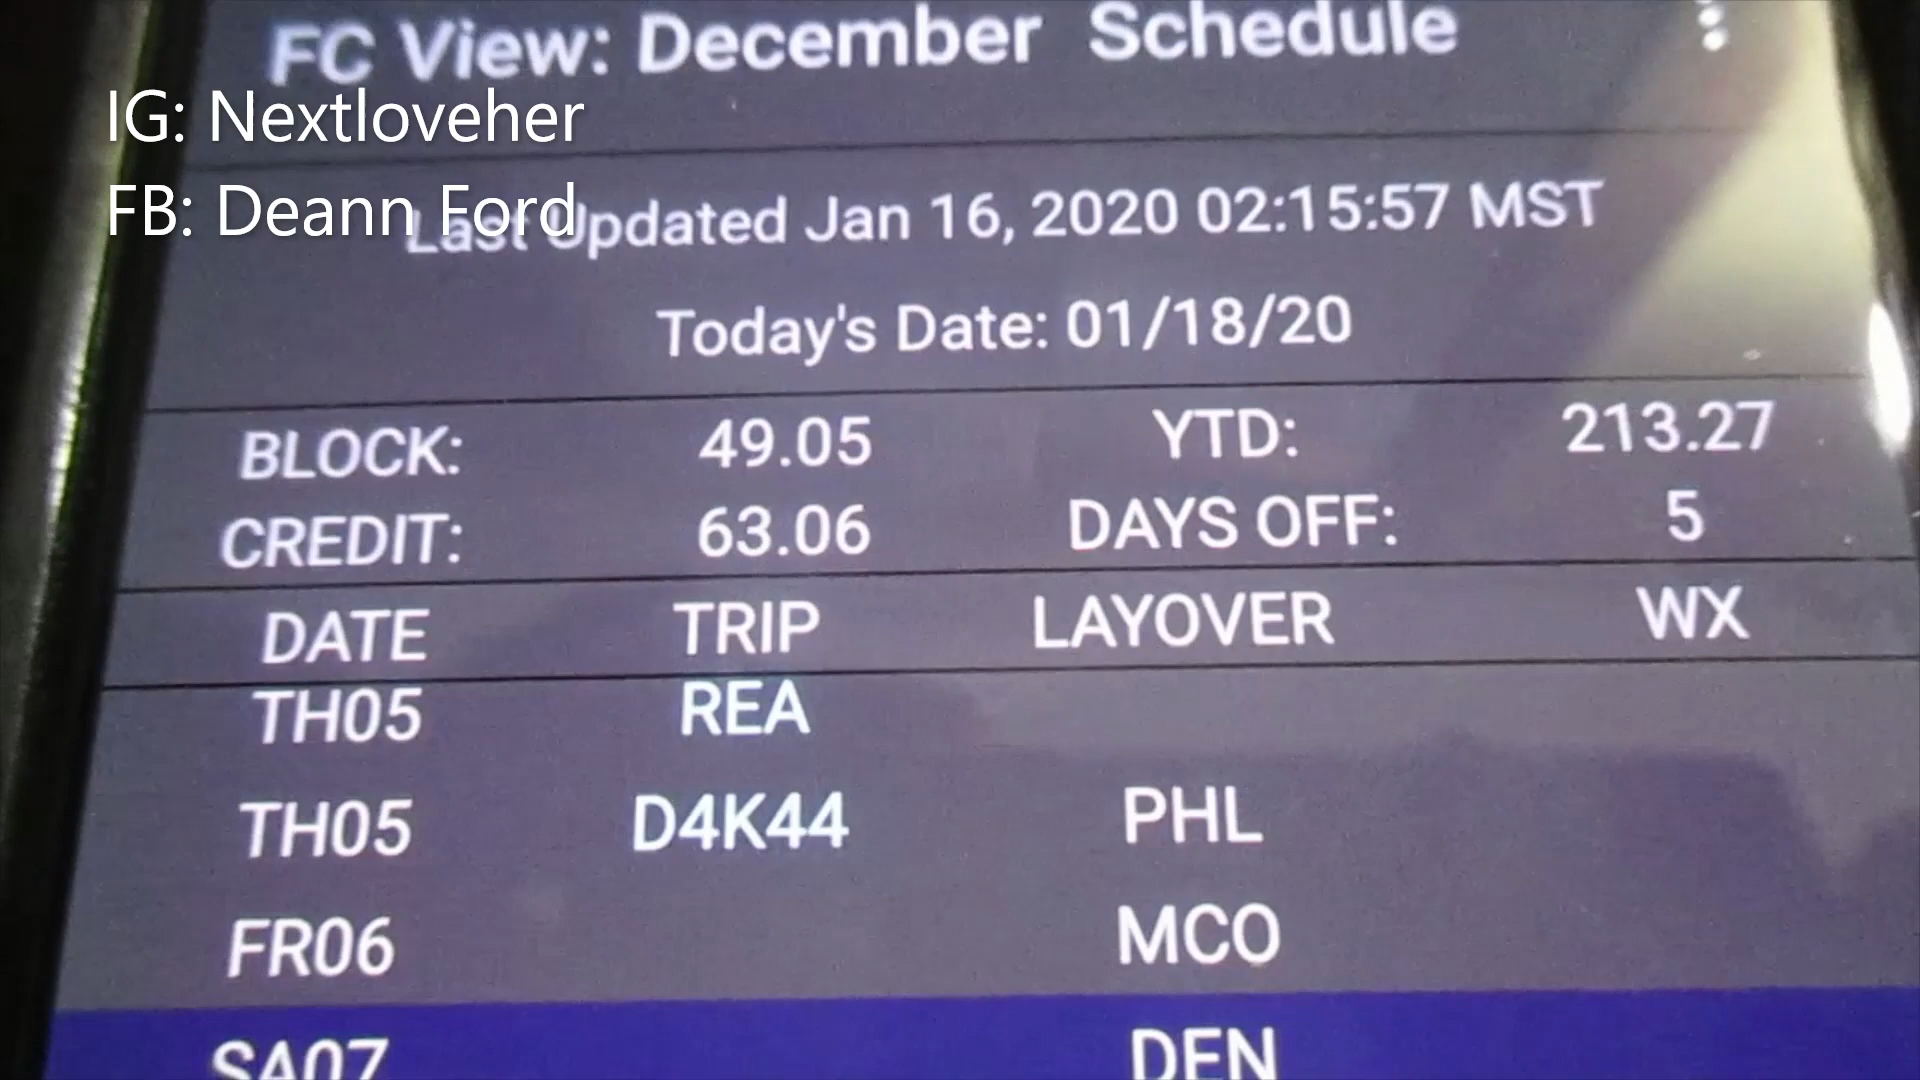 FC View: December Schedule
IG: Nextloveher
FB: Deann Ford
Last Updated Jan 16, 2020 02:15:57 MST
Today's Date: 01/18/20
BLOCK: 49.05 YTD: 213.27
CREDIT: 63.06 DAYS OFF: 5
DATE TRIP LAYOVER WX
TH05 REA
TH05 D4K44 PHL
FR06 MCO
SA07 DEN